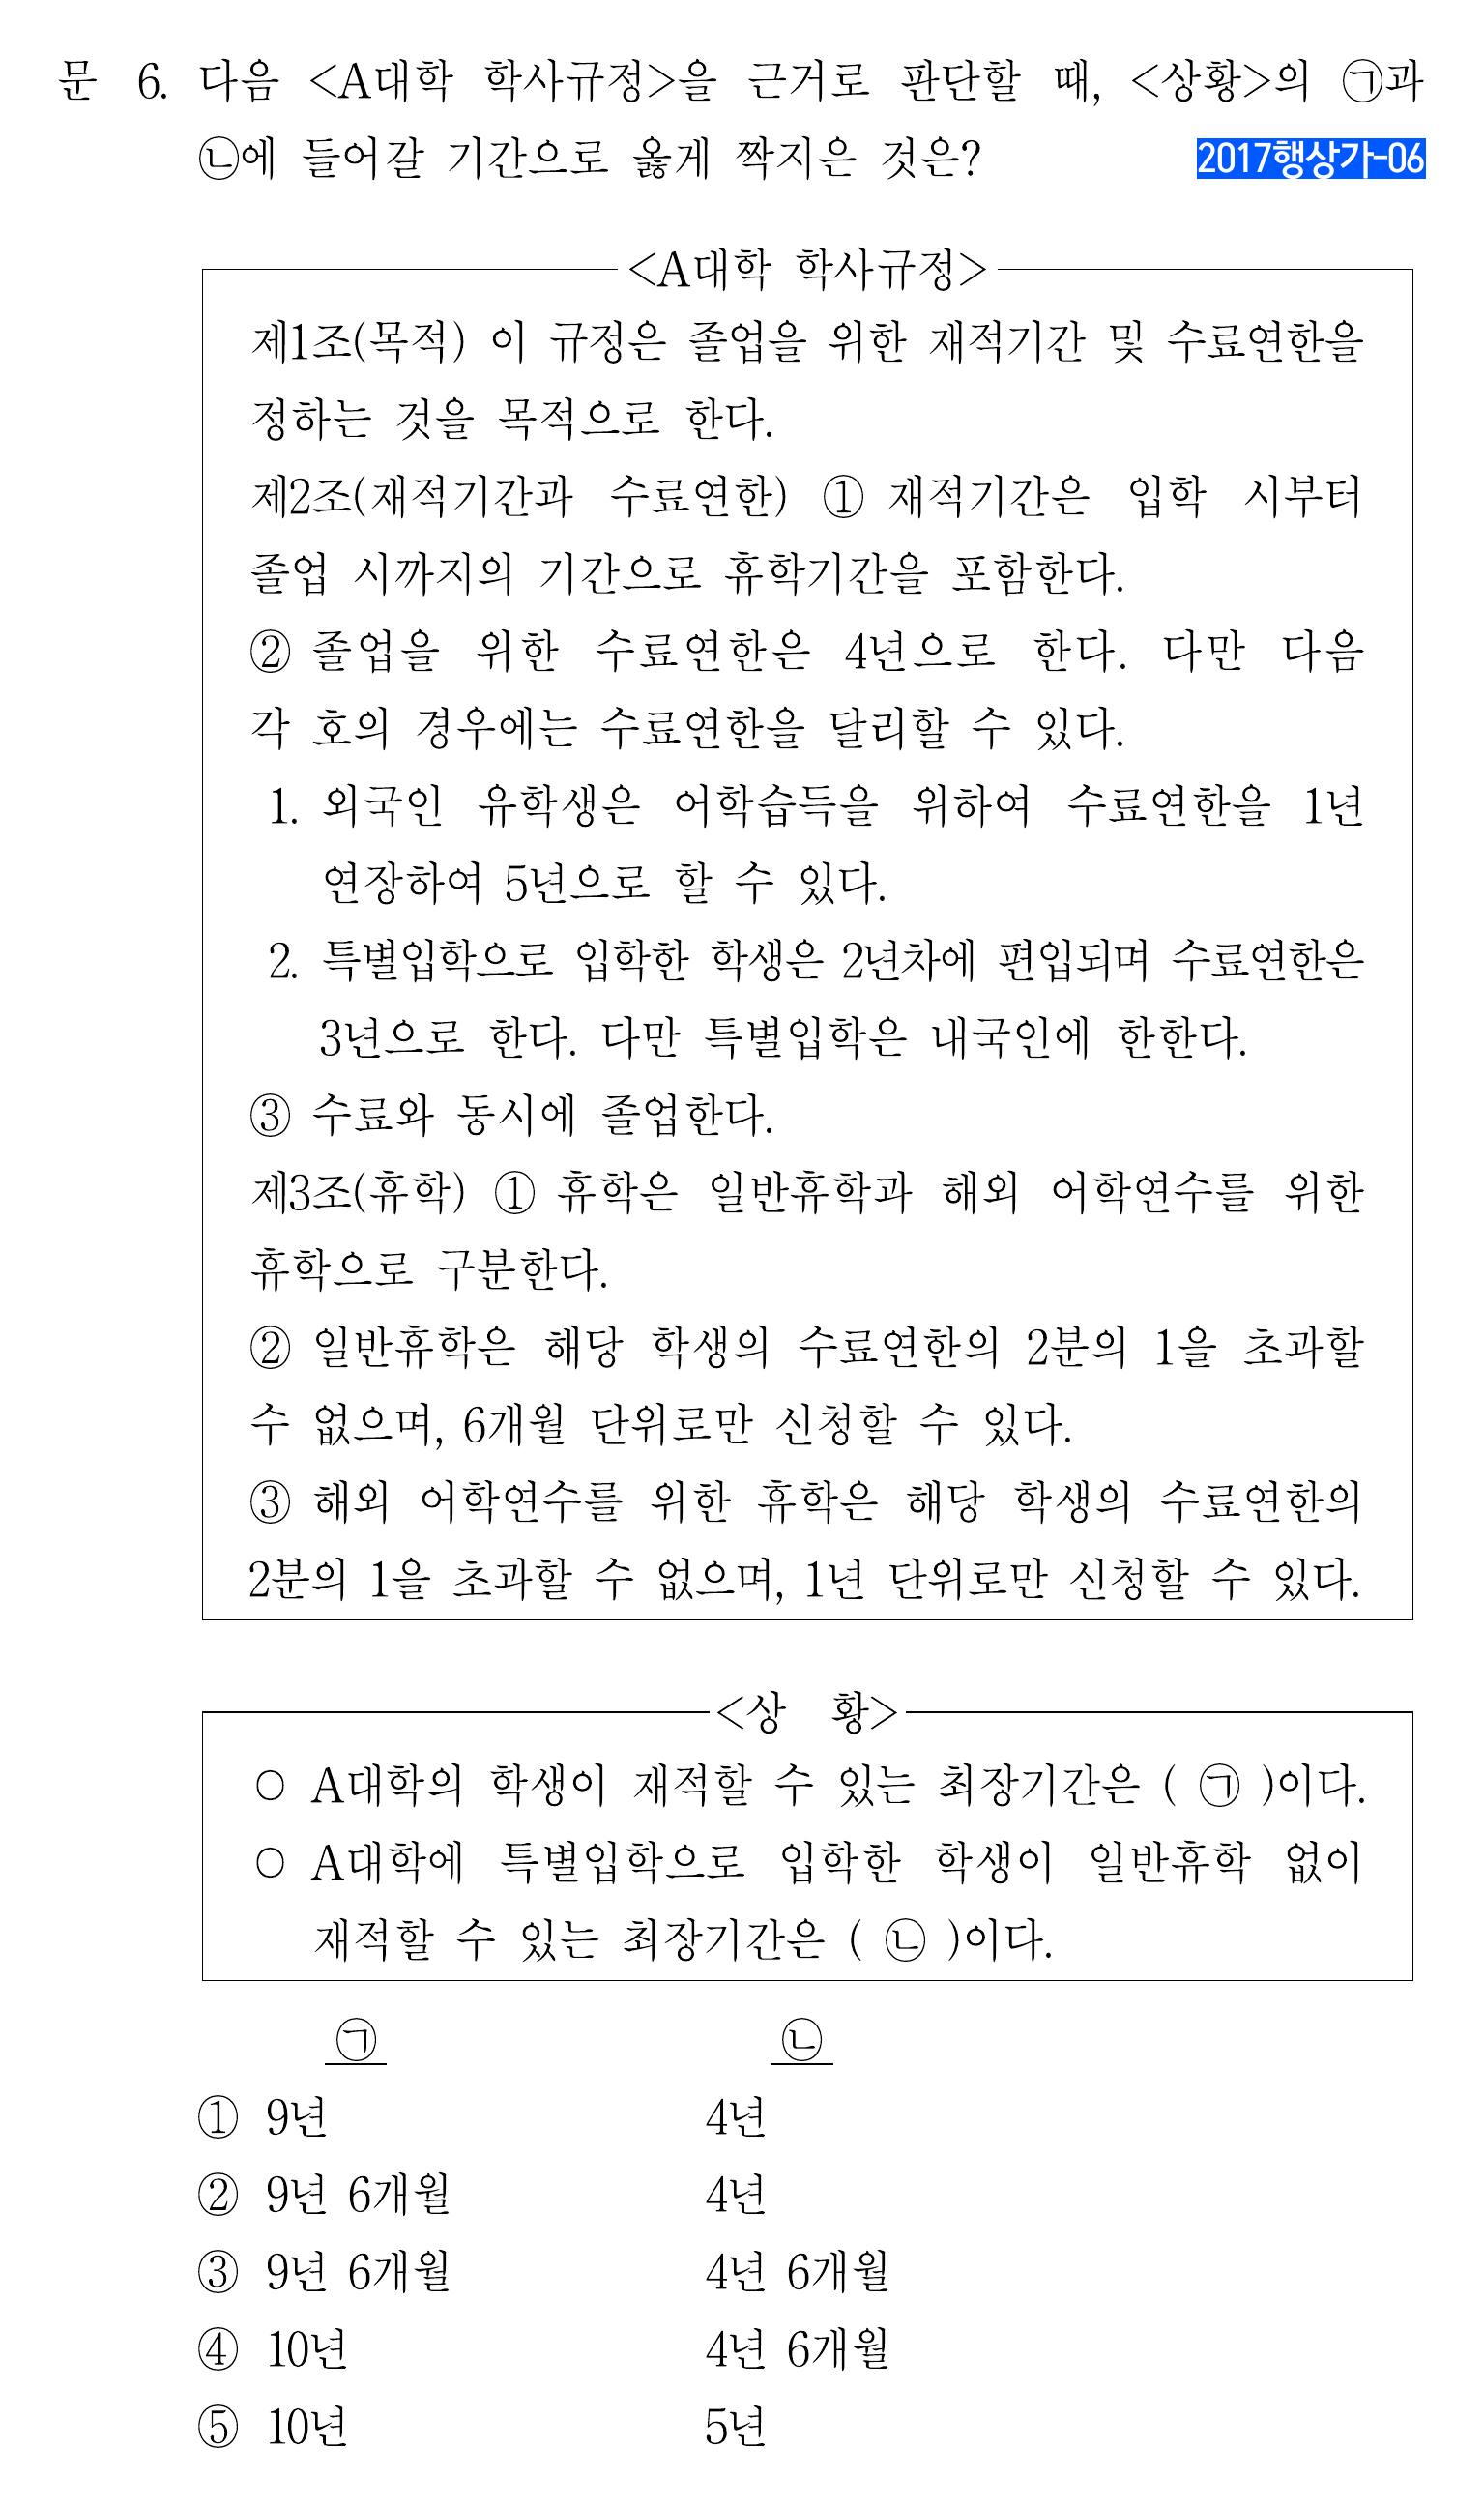 문 6. 다음 <A대학 학사규정>을 근거로 판단할 때, <상황>의 ㉠과
㉡에 들어갈 기간으로 옳게 짝지은 것은?
2017행상가-06
<A대학 학사규정>
제1조(목적) 이 규정은 졸업을 위한 재적기간 및 수료연한을
정하는 것을 목적으로 한다.
제2조(재적기간과 수료연한) ① 재적기간은 입학 시부터
졸업 시까지의 기간으로 휴학기간을 포함한다.
② 졸업을 위한 수료연한은 4년으로 한다. 다만 다음
각 호의 경우에는 수료연한을 달리할 수 있다.
1. 외국인 유학생은 어학습득을 위하여 수료연한을 1년
연장하여 5년으로 할 수 있다.
2. 특별입학으로 입학한 학생은 2년차에 편입되며 수료연한은
3년으로 한다. 다만 특별입학은 내국인에 한한다.
③ 수료와 동시에 졸업한다.
제3조(휴학) ① 휴학은 일반휴학과 해외 어학연수를 위한
휴학으로 구분한다.
② 일반휴학은 해당 학생의 수료연한의 2분의 1을 초과할
수 없으며, 6개월 단위로만 신청할 수 있다.
③ 해외 어학연수를 위한 휴학은 해당 학생의 수료연한의
2분의 1을 초과할 수 없으며, 1년 단위로만 신청할 수 있다.
<상 황>
○ A대학의 학생이 재적할 수 있는 최장기간은 ( ㉠ )이다.
○ A대학에 특별입학으로 입학한 학생이 일반휴학 없이
재적할 수 있는 최장기간은 ( ㉡ )이다.
㉠ ㉡
① 9년 4년
② 9년 6개월 4년
③ 9년 6개월 4년 6개월
④ 10년 4년 6개월
⑤ 10년 5년